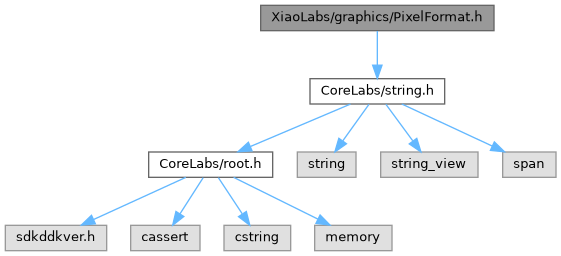 XiaoLabs/graphics/PixelFormat.h
CoreLabs/string.h
CoreLabs/root.h
string
string_view
span
sdkddkver.h
cassert
cstring
memory